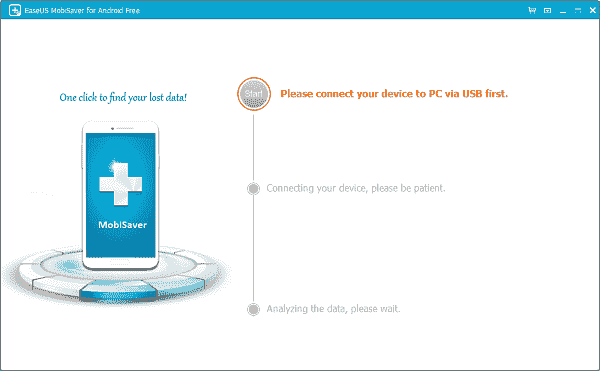 EaseUS MobiSaver for Android Free
One click to find your lost data!
MobiSaver
Start
Please connect your device to PC via USB first.
Connecting your device, please be patient.
Analyzing the data, please wait.